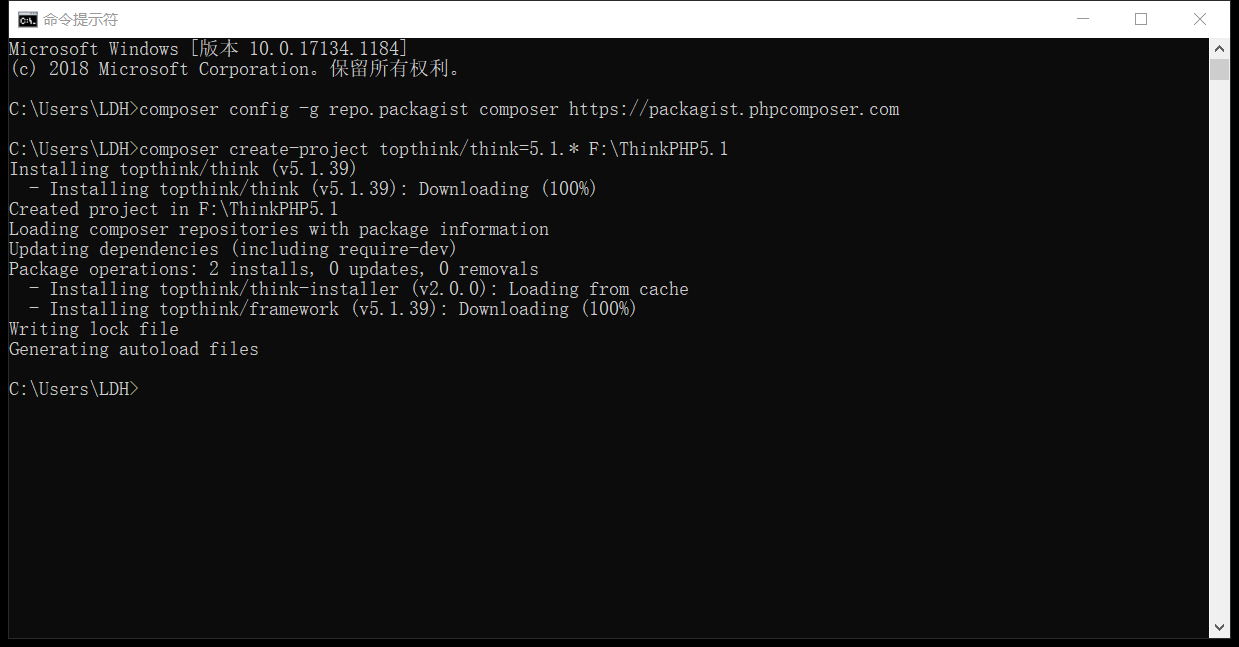 命令提示符
Microsoft Windows [版本 10.0.17134.1184]
(c) 2018 Microsoft Corporation。保留所有权利。
C:\Users\LDH>composer config -g repo.packagist composer https://packagist.phpcomposer.com
C:\Users\LDH>composer create-project topthink/think=5.1.* F:\ThinkPHP5.1
Installing topthink/think (v5.1.39)
  - Installing topthink/think (v5.1.39): Downloading (100%)
Created project in F:\ThinkPHP5.1
Loading composer repositories with package information
Updating dependencies (including require-dev)
Package operations: 2 installs, 0 updates, 0 removals
  - Installing topthink/think-installer (v2.0.0): Loading from cache
  - Installing topthink/framework (v5.1.39): Downloading (100%)
Writing lock file
Generating autoload files
C:\Users\LDH>